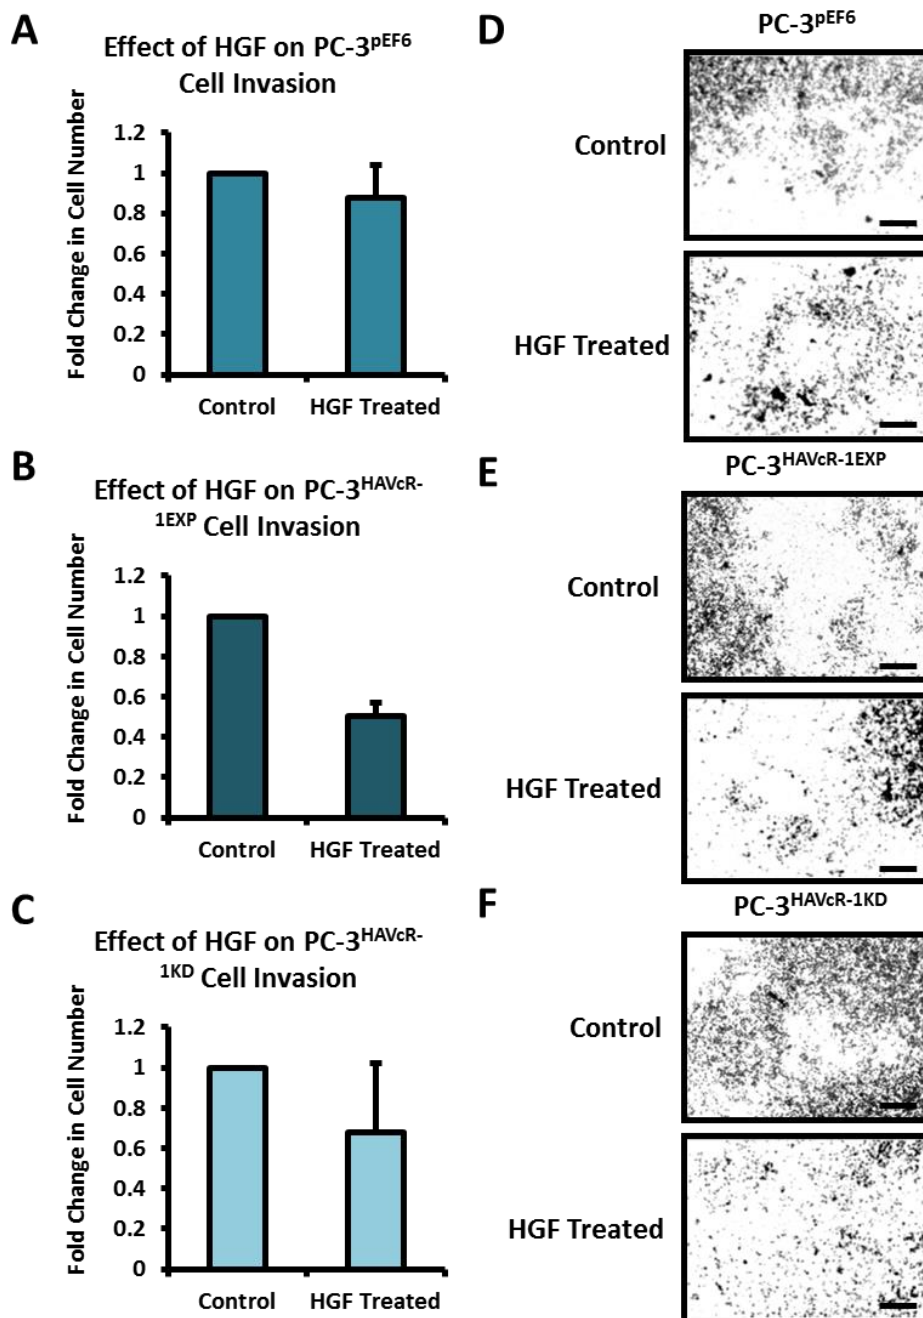 A
Effect of HGF on PC-3pEF6
Cell Invasion
Fold Change in Cell Number
1.2
1
0.8
0.6
0.4
0.2
0
Control
HGF Treated
B
Effect of HGF on PC-3HAVcR-
1EXP Cell Invasion
Fold Change in Cell Number
1.2
1
0.8
0.6
0.4
0.2
0
Control
HGF Treated
C
Effect of HGF on PC-3HAVcR-
1KD Cell Invasion
Fold Change in Cell Number
1.2
1
0.8
0.6
0.4
0.2
0
Control
HGF Treated
D
PC-3pEF6
Control
HGF Treated
E
PC-3HAVcR-1EXP
Control
HGF Treated
F
PC-3HAVcR-1KD
Control
HGF Treated